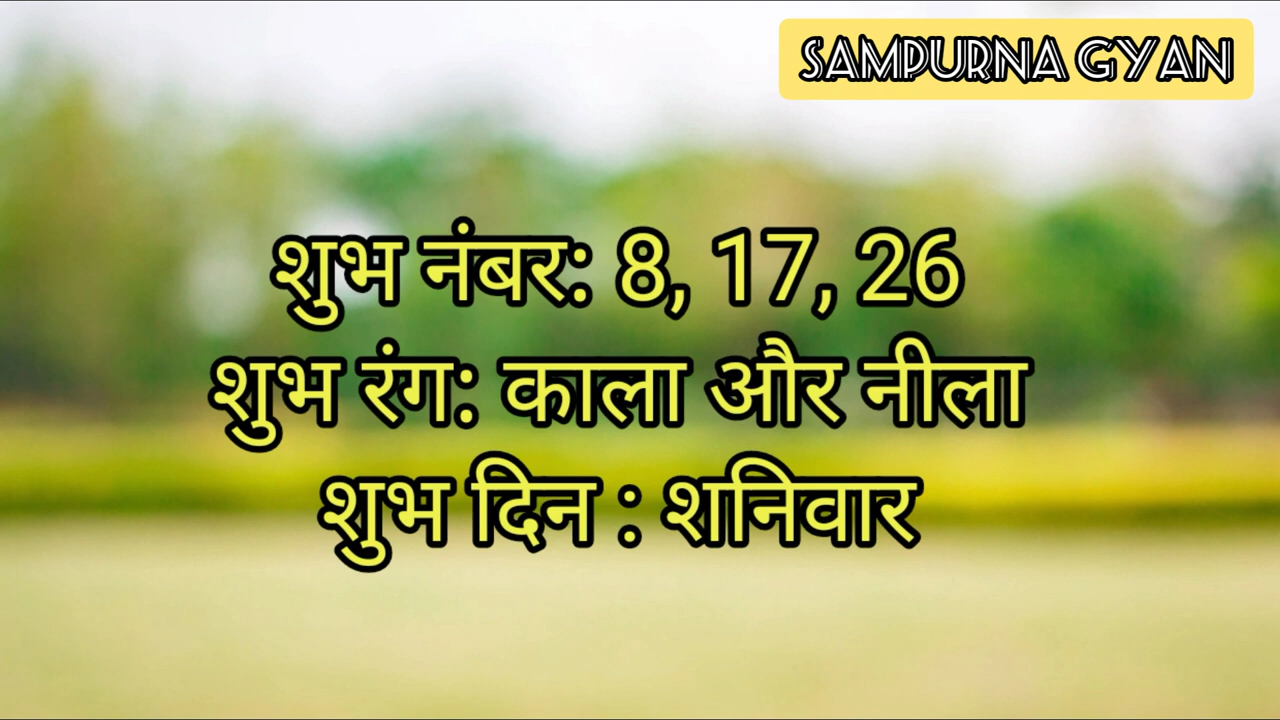 SAMPURNA GYAN
शुभ नंबर: 8, 17, 26
शुभ रंग: काला और नीला
शुभ दिन : शनिवार